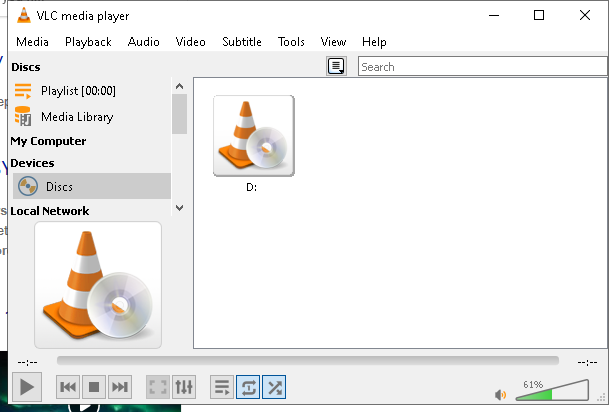 VLC media player
Media Playback Audio Video Subtitle Tools View Help
Discs
Search
Playlist [00:00]
Media Library
My Computer
Devices
Discs
Local Network
D:
--:-- --:--
61%